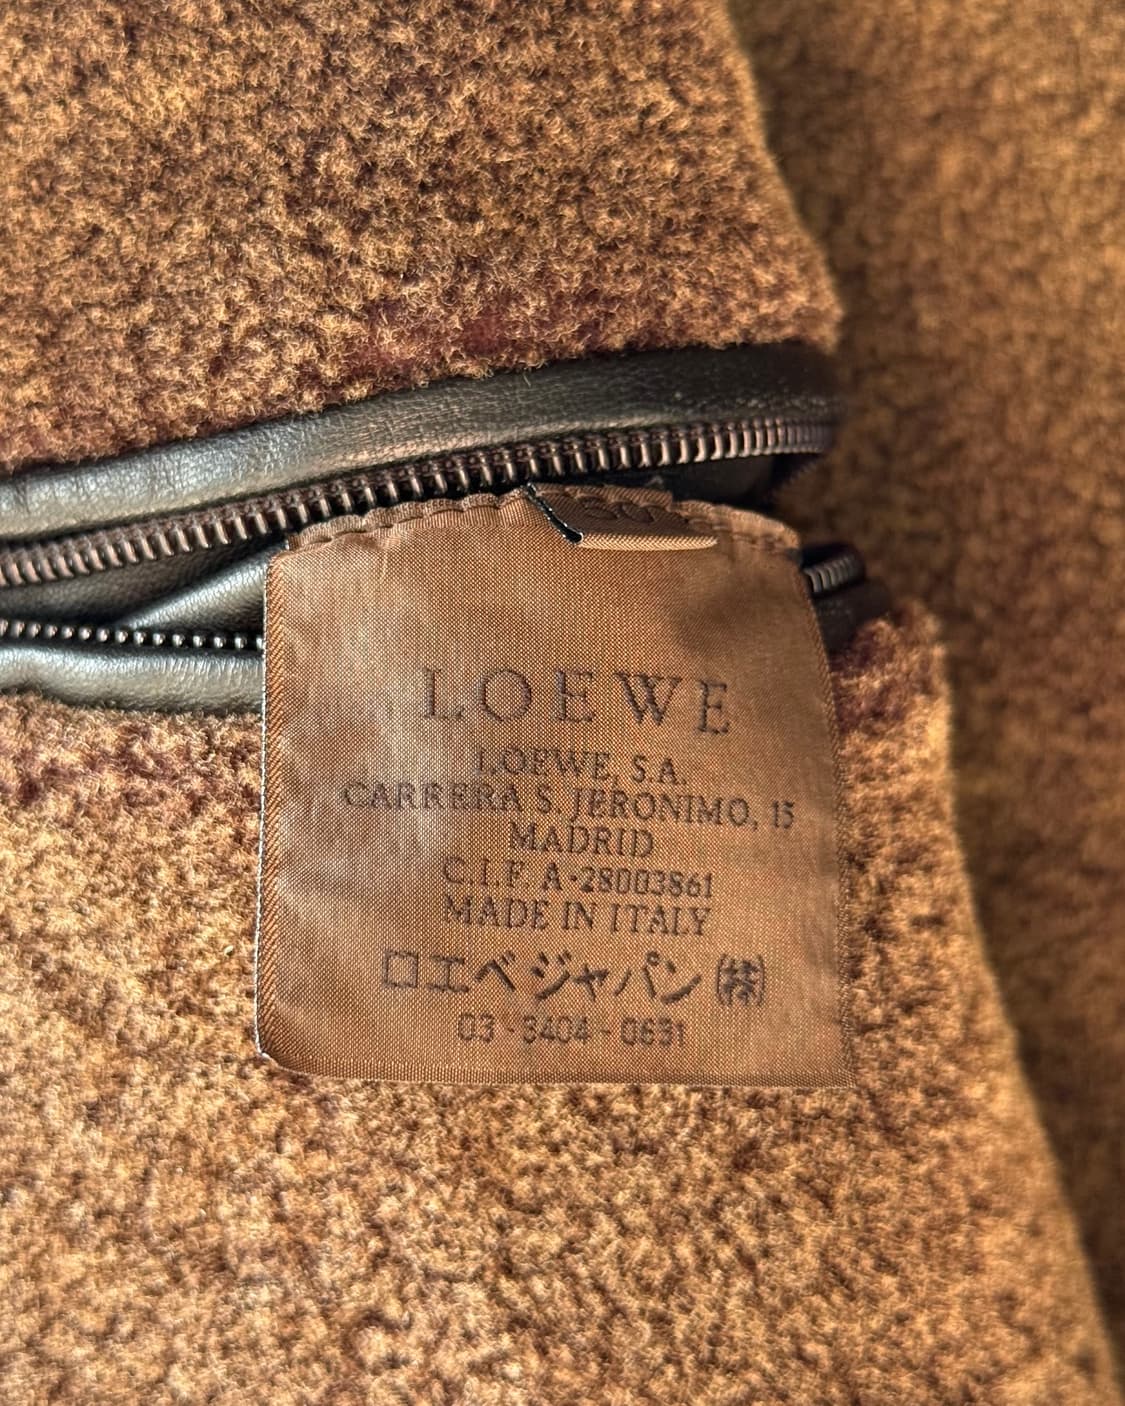 LOEWE
LOEWE, S.A.
CARRERA S. JERONIMO, 15
MADRID
C.I.F. A-28003861
MADE IN ITALY
ロエベジャパン㈱
03-3404-0631